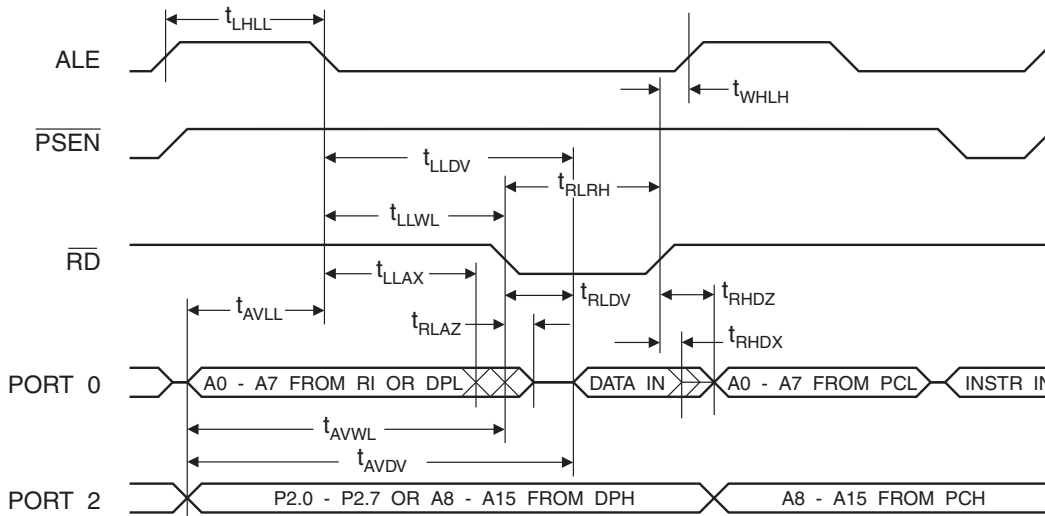 tLHLL
ALE
tWHLH
PSEN
tLLDV
tRLRH
tLLWL
RD
tLLAX
tRLDV
tRHDZ
tAVLL
tRLAZ
tRHDX
PORT 0
A0 - A7 FROM RI OR DPL
DATA IN
A0 - A7 FROM PCL
INSTR IN
tAVWL
tAVDV
PORT 2
P2.0 - P2.7 OR A8 - A15 FROM DPH
A8 - A15 FROM PCH